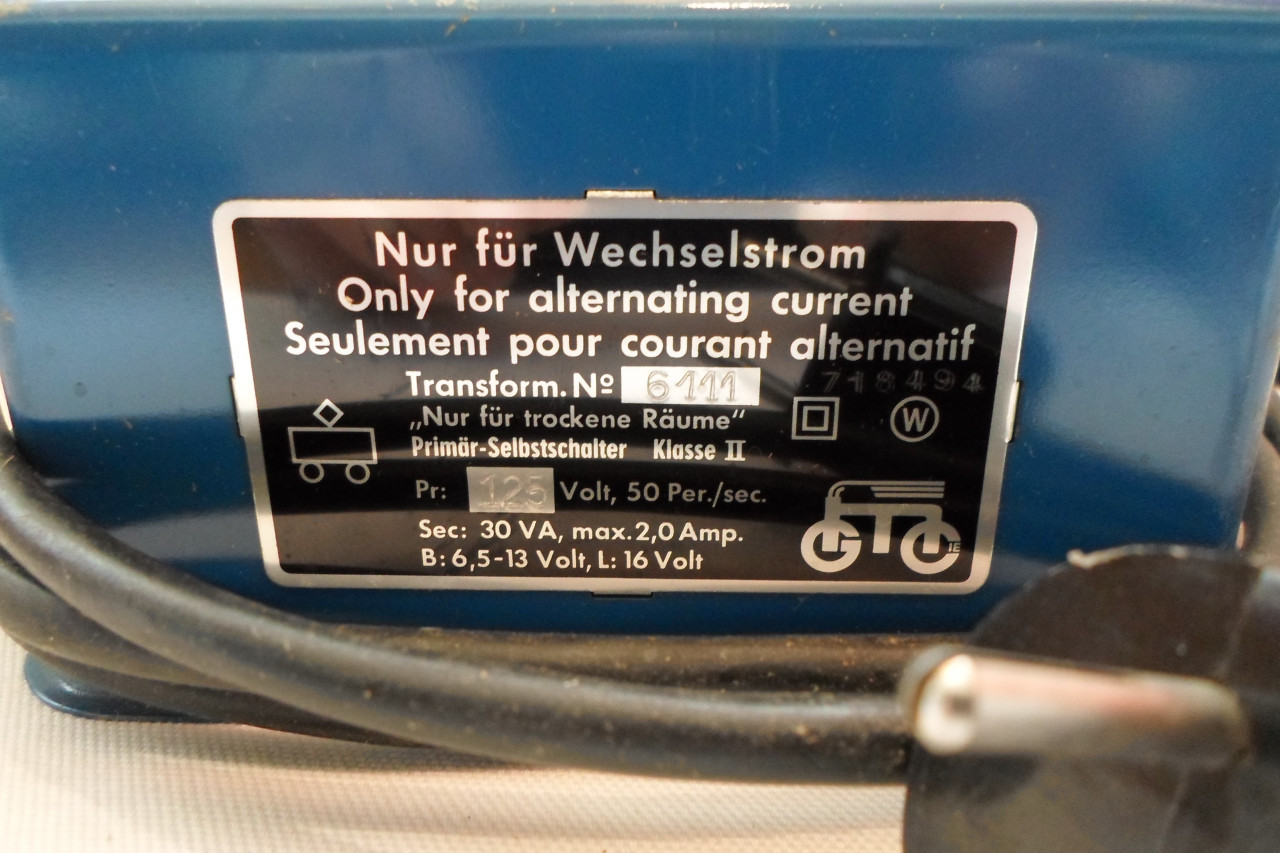 Nur für Wechselstrom
Only for alternating current
Seulement pour courant alternatif
Transform. Nº 6111
718494
„Nur für trockene Räume“
W
Primär-Selbstschalter Klasse II
Pr: 125 Volt, 50 Per./sec.
Sec: 30 VA, max. 2,0 Amp.
B: 6,5-13 Volt, L: 16 Volt